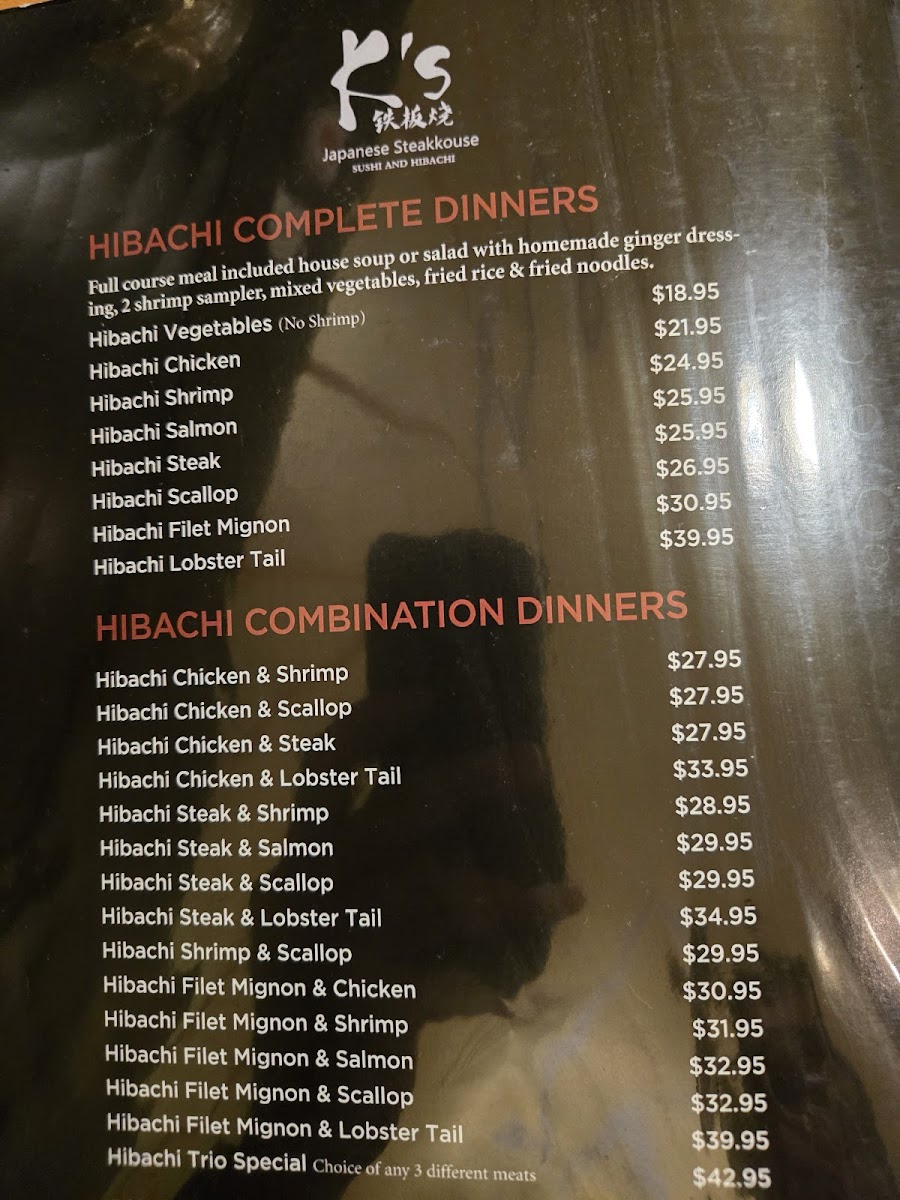 K's
铁板烧
Japanese Steakkouse
SUSHI AND HIBACHI
HIBACHI COMPLETE DINNERS
Full course meal included house soup or salad with homemade ginger dress-
ing, 2 shrimp sampler, mixed vegetables, fried rice & fried noodles.
Hibachi Vegetables (No Shrimp) $18.95
Hibachi Chicken $21.95
Hibachi Shrimp $24.95
Hibachi Salmon $25.95
Hibachi Steak $25.95
Hibachi Scallop $26.95
Hibachi Filet Mignon $30.95
Hibachi Lobster Tail $39.95
HIBACHI COMBINATION DINNERS
Hibachi Chicken & Shrimp $27.95
Hibachi Chicken & Scallop $27.95
Hibachi Chicken & Steak $27.95
Hibachi Chicken & Lobster Tail $33.95
Hibachi Steak & Shrimp $28.95
Hibachi Steak & Salmon $29.95
Hibachi Steak & Scallop $29.95
Hibachi Steak & Lobster Tail $34.95
Hibachi Shrimp & Scallop $29.95
Hibachi Filet Mignon & Chicken $30.95
Hibachi Filet Mignon & Shrimp $31.95
Hibachi Filet Mignon & Salmon $32.95
Hibachi Filet Mignon & Scallop $32.95
Hibachi Filet Mignon & Lobster Tail $39.95
Hibachi Trio Special Choice of any 3 different meats $42.95